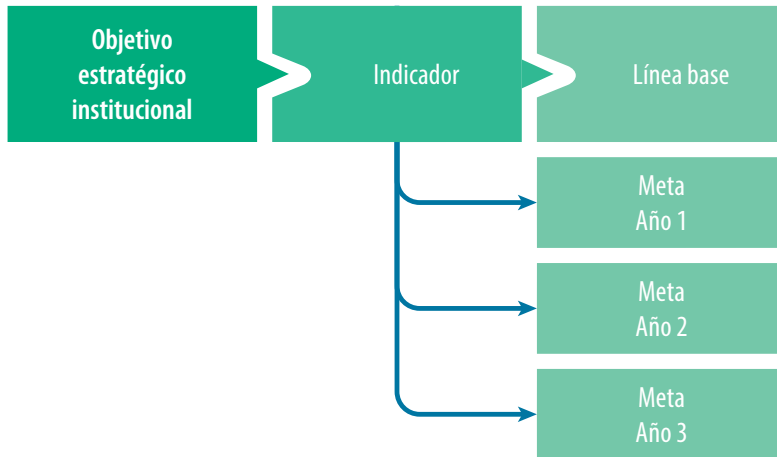 Objetivo
estratégico
institucional
Indicador
Línea base
Meta
Año 1
Meta
Año 2
Meta
Año 3